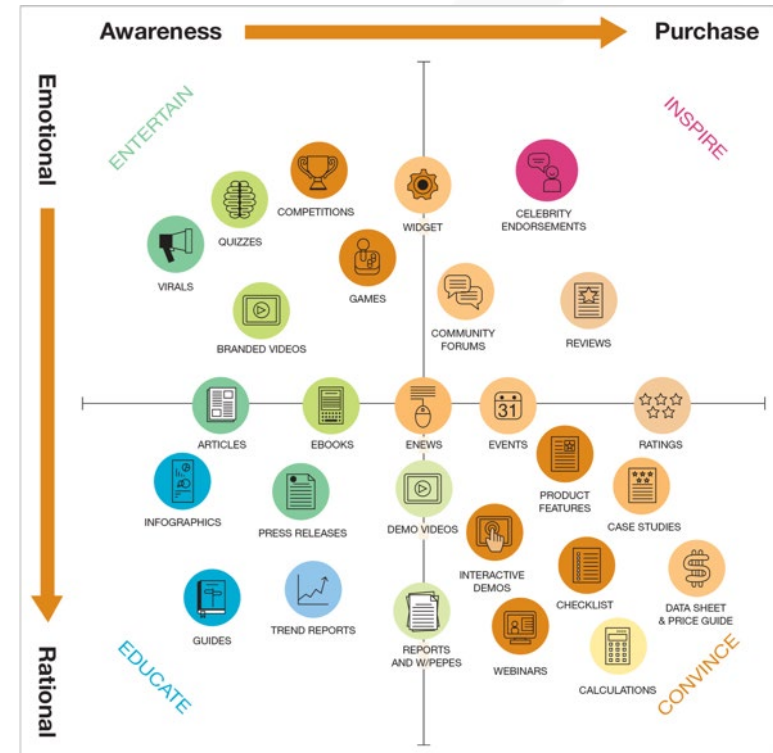 Awareness
Purchase
Emotional
ENTERTAIN
INSPIRE
COMPETITIONS
QUIZZES
WIDGET
CELEBRITY
ENDORSEMENTS
VIRALS
GAMES
BRANDED VIDEOS
COMMUNITY
FORUMS
REVIEWS
31
ARTICLES
EBOOKS
ENEWS
EVENTS
RATINGS
INFOGRAPHICS
PRESS RELEASES
DEMO VIDEOS
PRODUCT
FEATURES
CASE STUDIES
INTERACTIVE
DEMOS
CHECKLIST
DATA SHEET
& PRICE GUIDE
GUIDES
TREND REPORTS
REPORTS
AND W/PEPES
WEBINARS
CALCULATIONS
Rational
EDUCATE
CONVINCE